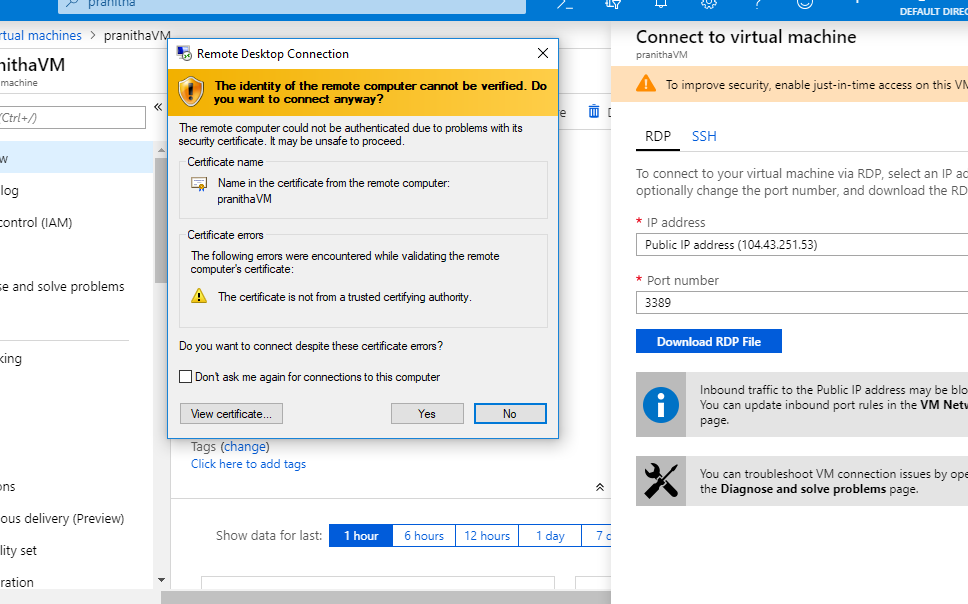 pranitha
DEFAULT DIREC
rtual machines > pranithaVM
nithaVM
machine
(Ctrl+/)
«
w
log
control (IAM)
se and solve problems
king
ons
ous delivery (Preview)
lity set
ration
Remote Desktop Connection
The identity of the remote computer cannot be verified. Do
you want to connect anyway?
The remote computer could not be authenticated due to problems with its
security certificate. It may be unsafe to proceed.
Certificate name
Name in the certificate from the remote computer:
pranithaVM
Certificate errors
The following errors were encountered while validating the remote
computer's certificate:
The certificate is not from a trusted certifying authority.
Do you want to connect despite these certificate errors?
Don't ask me again for connections to this computer
View certificate...
Yes
No
Tags (change)
Click here to add tags
Show data for last:
1 hour
6 hours
12 hours
1 day
7 d
Connect to virtual machine
pranithaVM
To improve security, enable just-in-time access on this VM
RDP
SSH
To connect to your virtual machine via RDP, select an IP ad
optionally change the port number, and download the RD
* IP address
Public IP address (104.43.251.53)
* Port number
3389
Download RDP File
Inbound traffic to the Public IP address may be blo
You can update inbound port rules in the VM Netw
page.
You can troubleshoot VM connection issues by ope
the Diagnose and solve problems page.